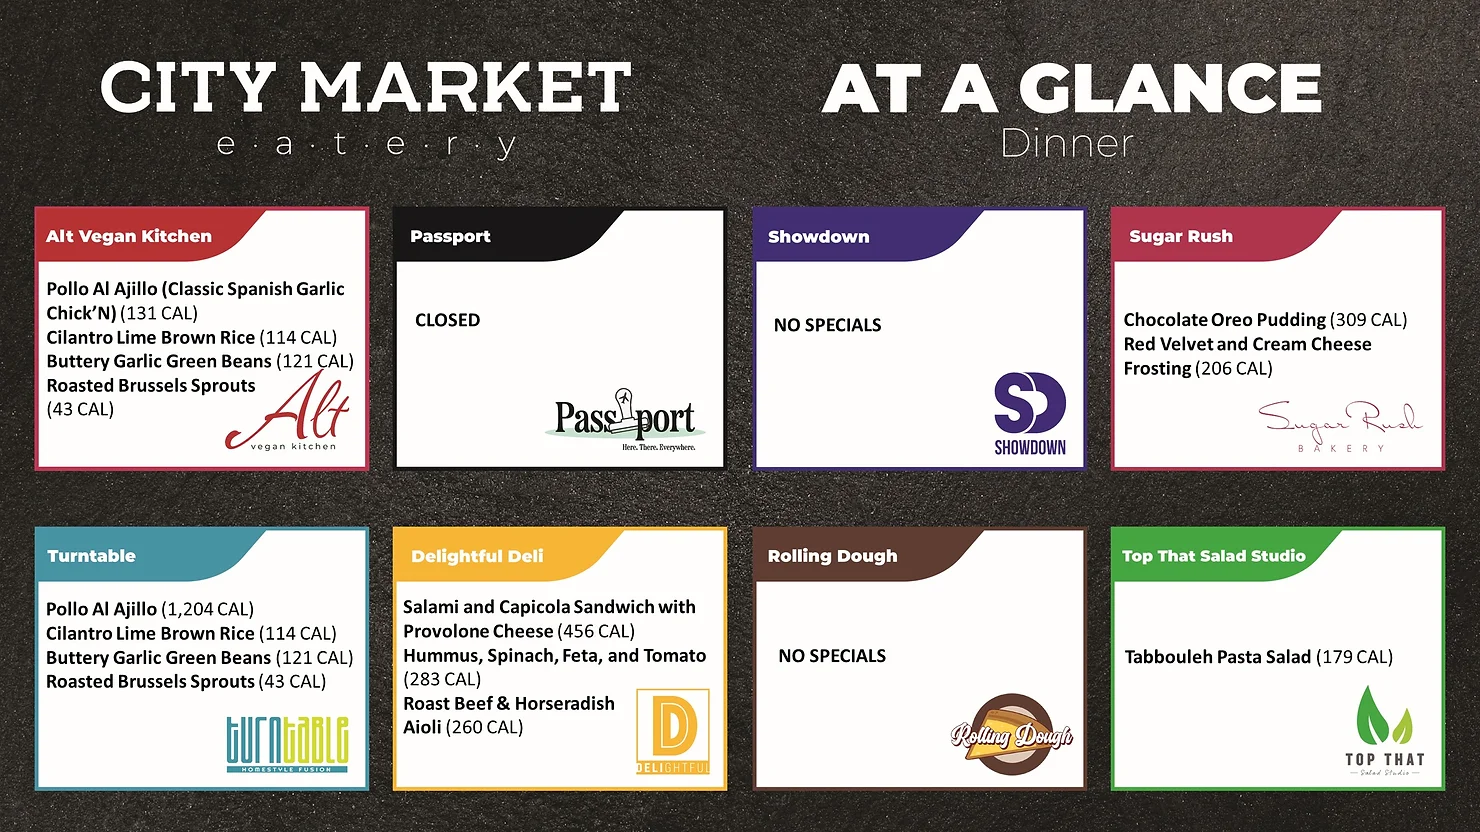 CITY MARKET
e·a·t·e·r·y
AT A GLANCE
Dinner
Alt Vegan Kitchen
Pollo Al Ajillo (Classic Spanish Garlic
Chick’N) (131 CAL)
Cilantro Lime Brown Rice (114 CAL)
Buttery Garlic Green Beans (121 CAL)
Roasted Brussels Sprouts
(43 CAL)
Alt
vegan kitchen
Passport
CLOSED
Passport
Here. There. Everywhere.
Showdown
NO SPECIALS
SD
SHOWDOWN
Sugar Rush
Chocolate Oreo Pudding (309 CAL)
Red Velvet and Cream Cheese
Frosting (206 CAL)
Sugar Rush
BAKERY
Turntable
Pollo Al Ajillo (1,204 CAL)
Cilantro Lime Brown Rice (114 CAL)
Buttery Garlic Green Beans (121 CAL)
Roasted Brussels Sprouts (43 CAL)
turntable
HOMESTYLE FUSION
Delightful Deli
Salami and Capicola Sandwich with
Provolone Cheese (456 CAL)
Hummus, Spinach, Feta, and Tomato
(283 CAL)
Roast Beef & Horseradish
Aioli (260 CAL)
D
DELIGHTFUL
Rolling Dough
NO SPECIALS
Rolling Dough
Top That Salad Studio
Tabbouleh Pasta Salad (179 CAL)
TOP THAT
Salad Studio